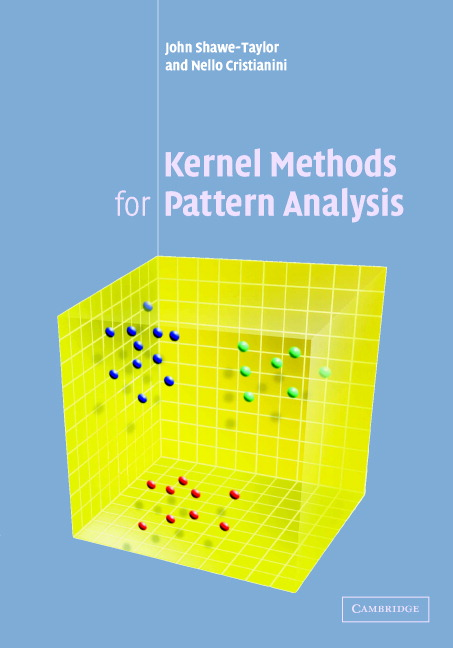 John Shawe-Taylor
and Nello Cristianini
Kernel Methods
for Pattern Analysis
CAMBRIDGE